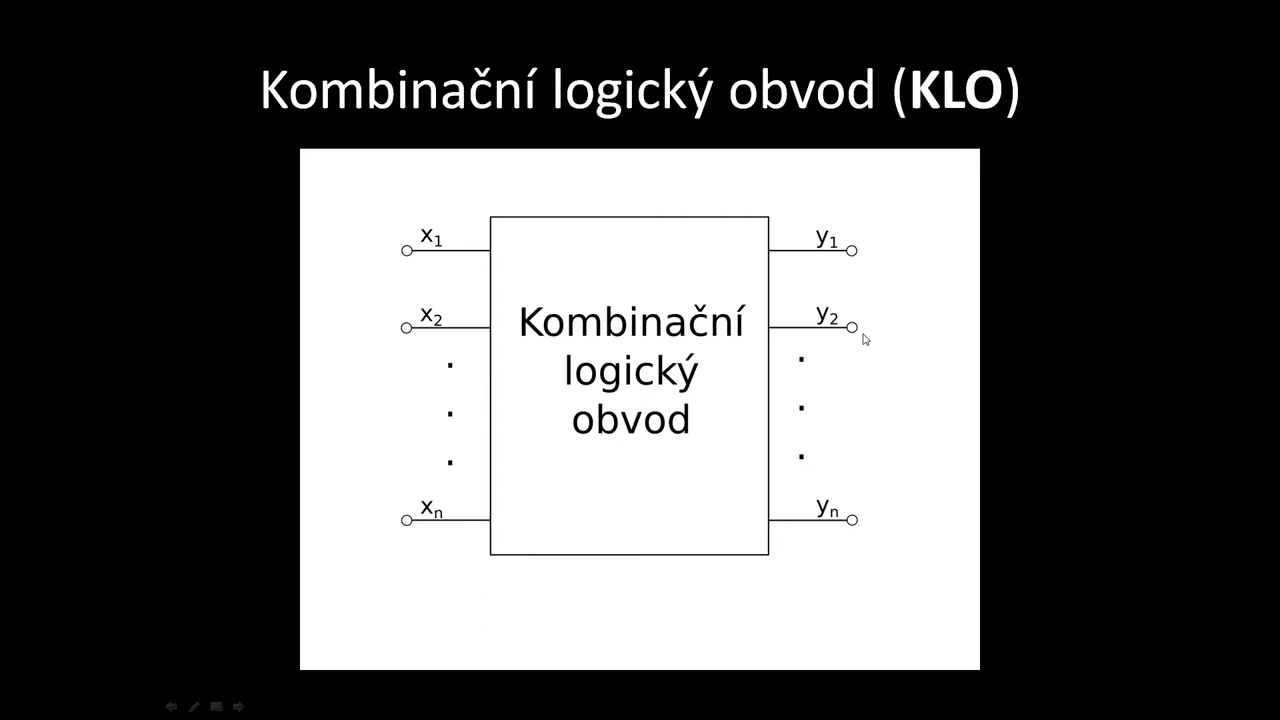 Kombinační logický obvod (KLO)
x₁
y₁
x₂
y₂
Kombinační
logický
obvod
xₙ
yₙ